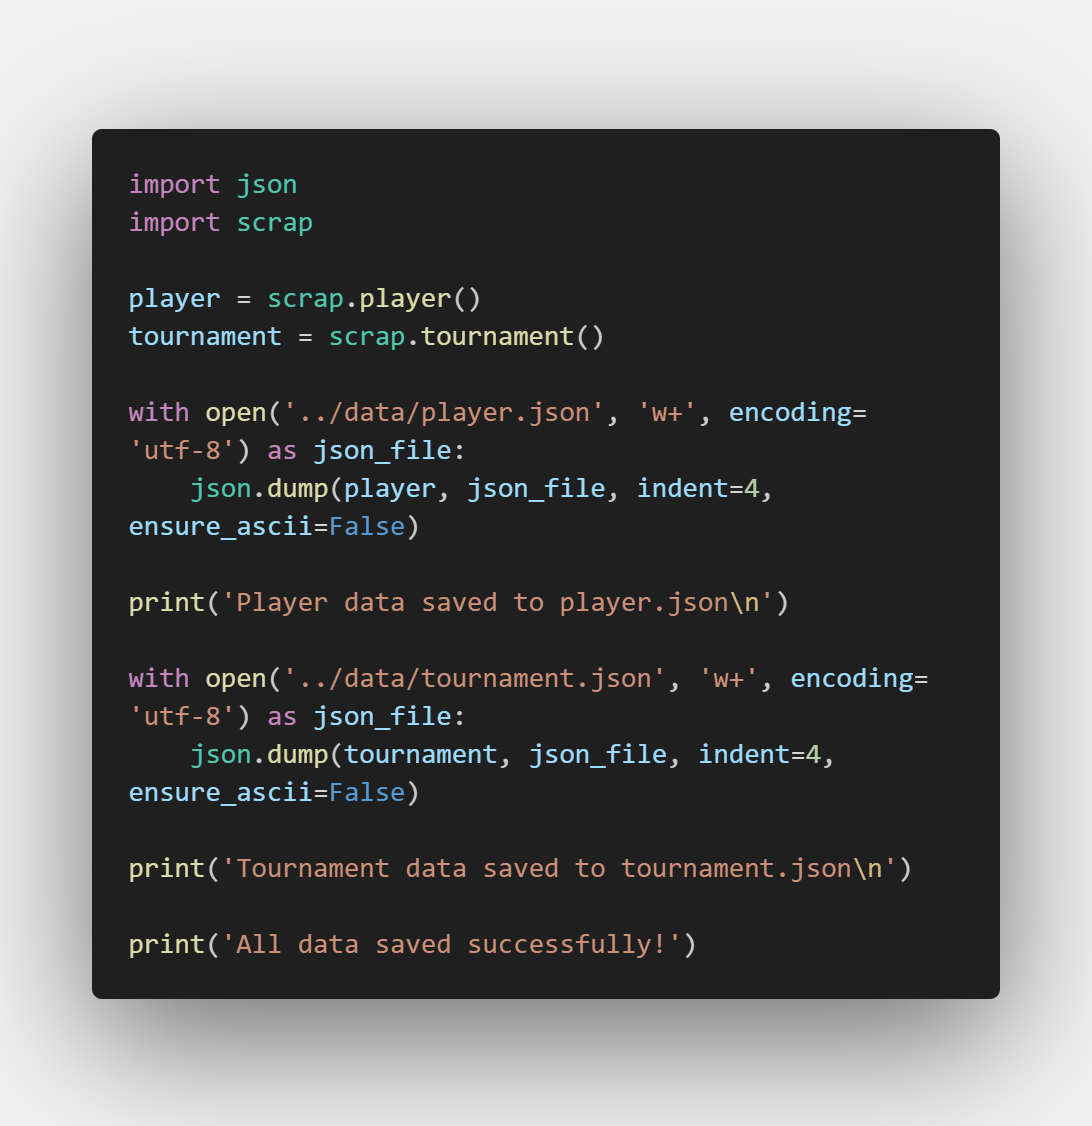 import json
import scrap
player = scrap.player()
tournament = scrap.tournament()
with open('../data/player.json', 'w+', encoding=
'utf-8') as json_file:
    json.dump(player, json_file, indent=4,
ensure_ascii=False)
print('Player data saved to player.json\n')
with open('../data/tournament.json', 'w+', encoding=
'utf-8') as json_file:
    json.dump(tournament, json_file, indent=4,
ensure_ascii=False)
print('Tournament data saved to tournament.json\n')
print('All data saved successfully!')